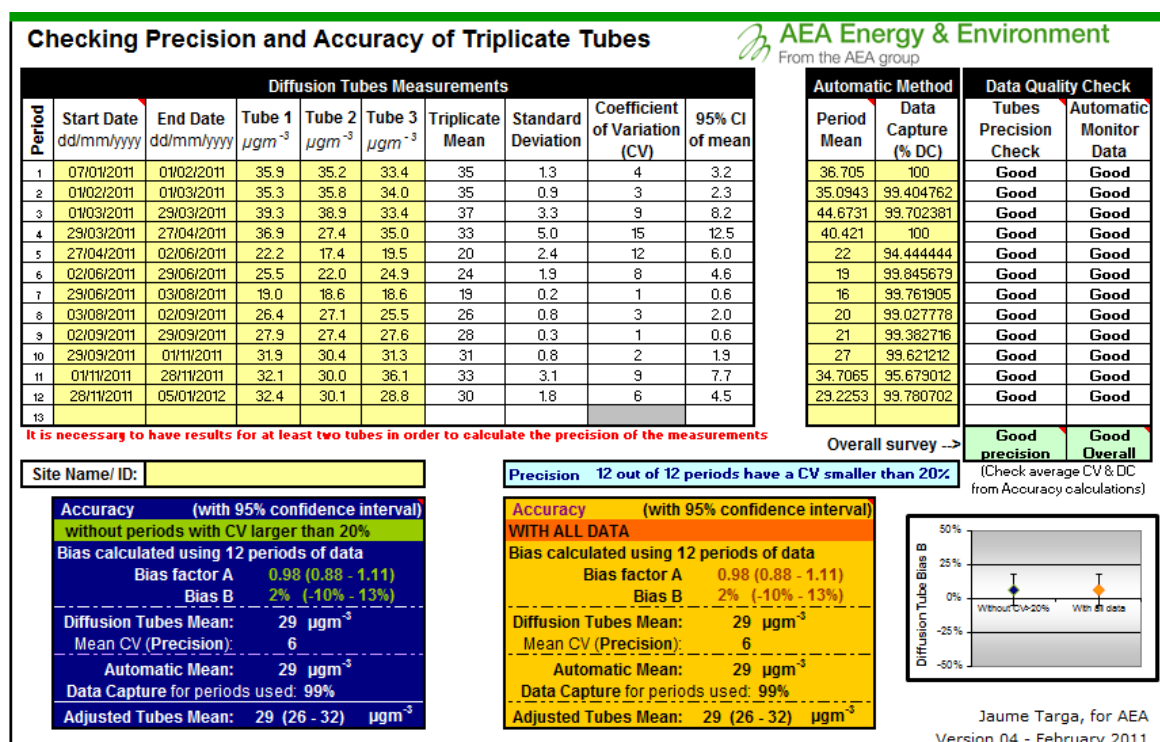 Checking Precision and Accuracy of Triplicate Tubes
AEA Energy & Environment
From the AEA group
Diffusion Tubes Measurements
Automatic Method
Data Quality Check
Period Start Date dd/mm/yyyy End Date dd/mm/yyyy Tube 1 µgm⁻³ Tube 2 µgm⁻³ Tube 3 µgm⁻³ Triplicate Mean Standard Deviation Coefficient of Variation (CV) 95% CI of mean Period Mean Data Capture (% DC) Tubes Precision Check Automatic Monitor Data
1 07/01/2011 01/02/2011 35.9 35.2 33.4 35 1.3 4 3.2 36.705 100 Good Good
2 01/02/2011 01/03/2011 35.3 35.8 34.0 35 0.9 3 2.3 35.0943 99.404762 Good Good
3 01/03/2011 29/03/2011 39.3 38.9 33.4 37 3.3 9 8.2 44.6731 99.702381 Good Good
4 29/03/2011 27/04/2011 36.9 27.4 35.0 33 5.0 15 12.5 40.421 100 Good Good
5 27/04/2011 02/06/2011 22.2 17.4 19.5 20 2.4 12 6.0 22 94.444444 Good Good
6 02/06/2011 29/06/2011 25.5 22.0 24.9 24 1.9 8 4.6 19 99.845679 Good Good
7 29/06/2011 03/08/2011 19.0 18.6 18.6 19 0.2 1 0.6 16 99.761905 Good Good
8 03/08/2011 02/09/2011 26.4 27.1 25.5 26 0.8 3 2.0 20 99.027778 Good Good
9 02/09/2011 29/09/2011 27.9 27.4 27.6 28 0.3 1 0.6 21 99.382716 Good Good
10 29/09/2011 01/11/2011 31.9 30.4 31.3 31 0.8 2 1.9 27 99.621212 Good Good
11 01/11/2011 28/11/2011 32.1 30.0 36.1 33 3.1 9 7.7 34.7065 95.679012 Good Good
12 28/11/2011 05/01/2012 32.4 30.1 28.8 30 1.8 6 4.5 29.2253 99.780702 Good Good
13
It is necessary to have results for at least two tubes in order to calculate the precision of the measurements
Overall survey --> Good precision Good Overall
Site Name/ ID:
Precision 12 out of 12 periods have a CV smaller than 20%
(Check average CV & DC
from Accuracy calculations)
Accuracy (with 95% confidence interval)
without periods with CV larger than 20%
Bias calculated using 12 periods of data
Bias factor A 0.98 (0.88 - 1.11)
Bias B 2% (-10% - 13%)
Diffusion Tubes Mean: 29 µgm⁻³
Mean CV (Precision): 6
Automatic Mean: 29 µgm⁻³
Data Capture for periods used: 99%
Adjusted Tubes Mean: 29 (26 - 32) µgm⁻³
Accuracy (with 95% confidence interval)
WITH ALL DATA
Bias calculated using 12 periods of data
Bias factor A 0.98 (0.88 - 1.11)
Bias B 2% (-10% - 13%)
Diffusion Tubes Mean: 29 µgm⁻³
Mean CV (Precision): 6
Automatic Mean: 29 µgm⁻³
Data Capture for periods used: 99%
Adjusted Tubes Mean: 29 (26 - 32) µgm⁻³
Diffusion Tube Bias B
50%
25%
0%
-25%
-50%
Without CV>20% With all data
Jaume Targa, for AEA
Version 04 - February 2011